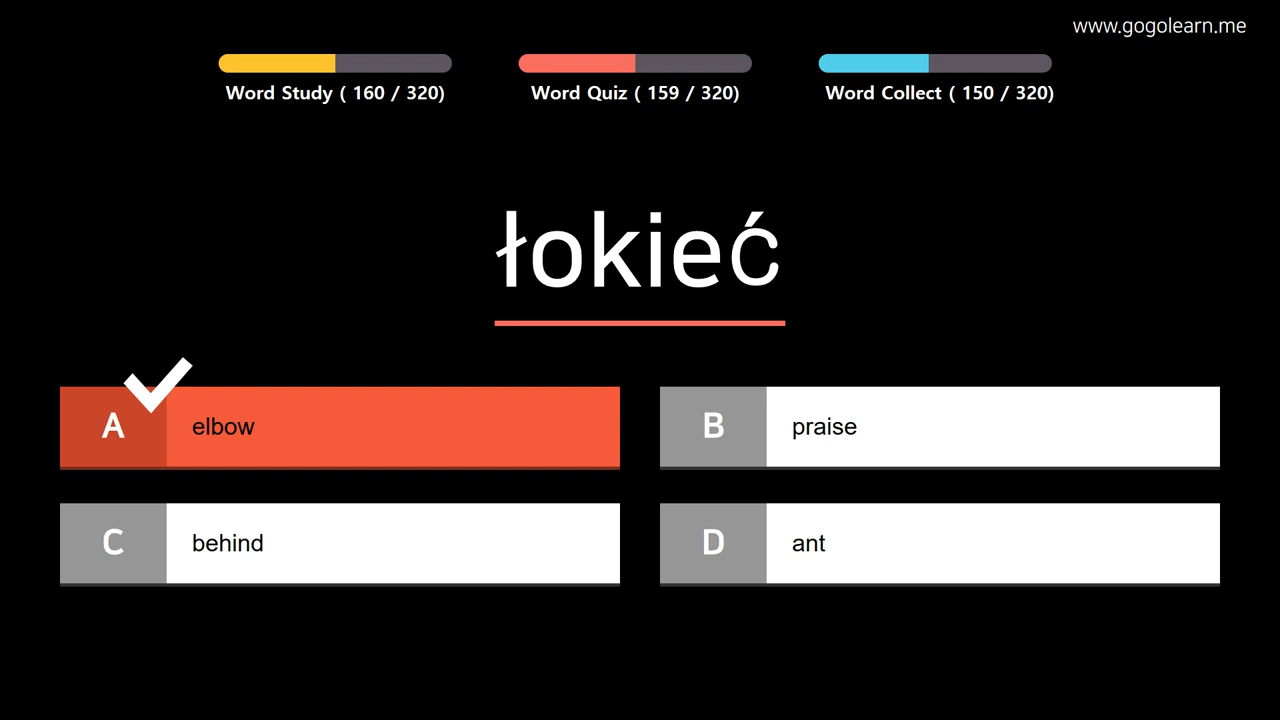 www.gogolearn.me
Word Study ( 160 / 320)
Word Quiz ( 159 / 320)
Word Collect ( 150 / 320)
łokieć
A elbow
B praise
C behind
D ant